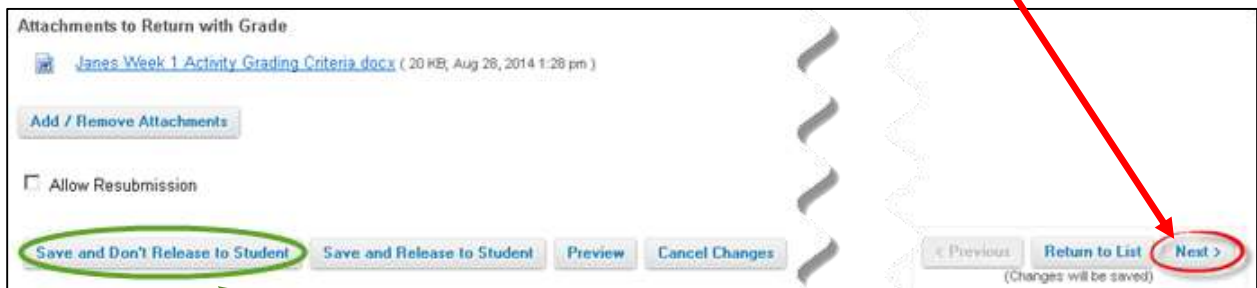 Attachments to Return with Grade
Janes Week 1 Activity Grading Criteria.docx ( 20 KB, Aug 28, 2014 1:28 pm )
Add / Remove Attachments
Allow Resubmission
Save and Don't Release to Student Save and Release to Student Preview Cancel Changes < Previous Return to List Next >
(Changes will be saved)